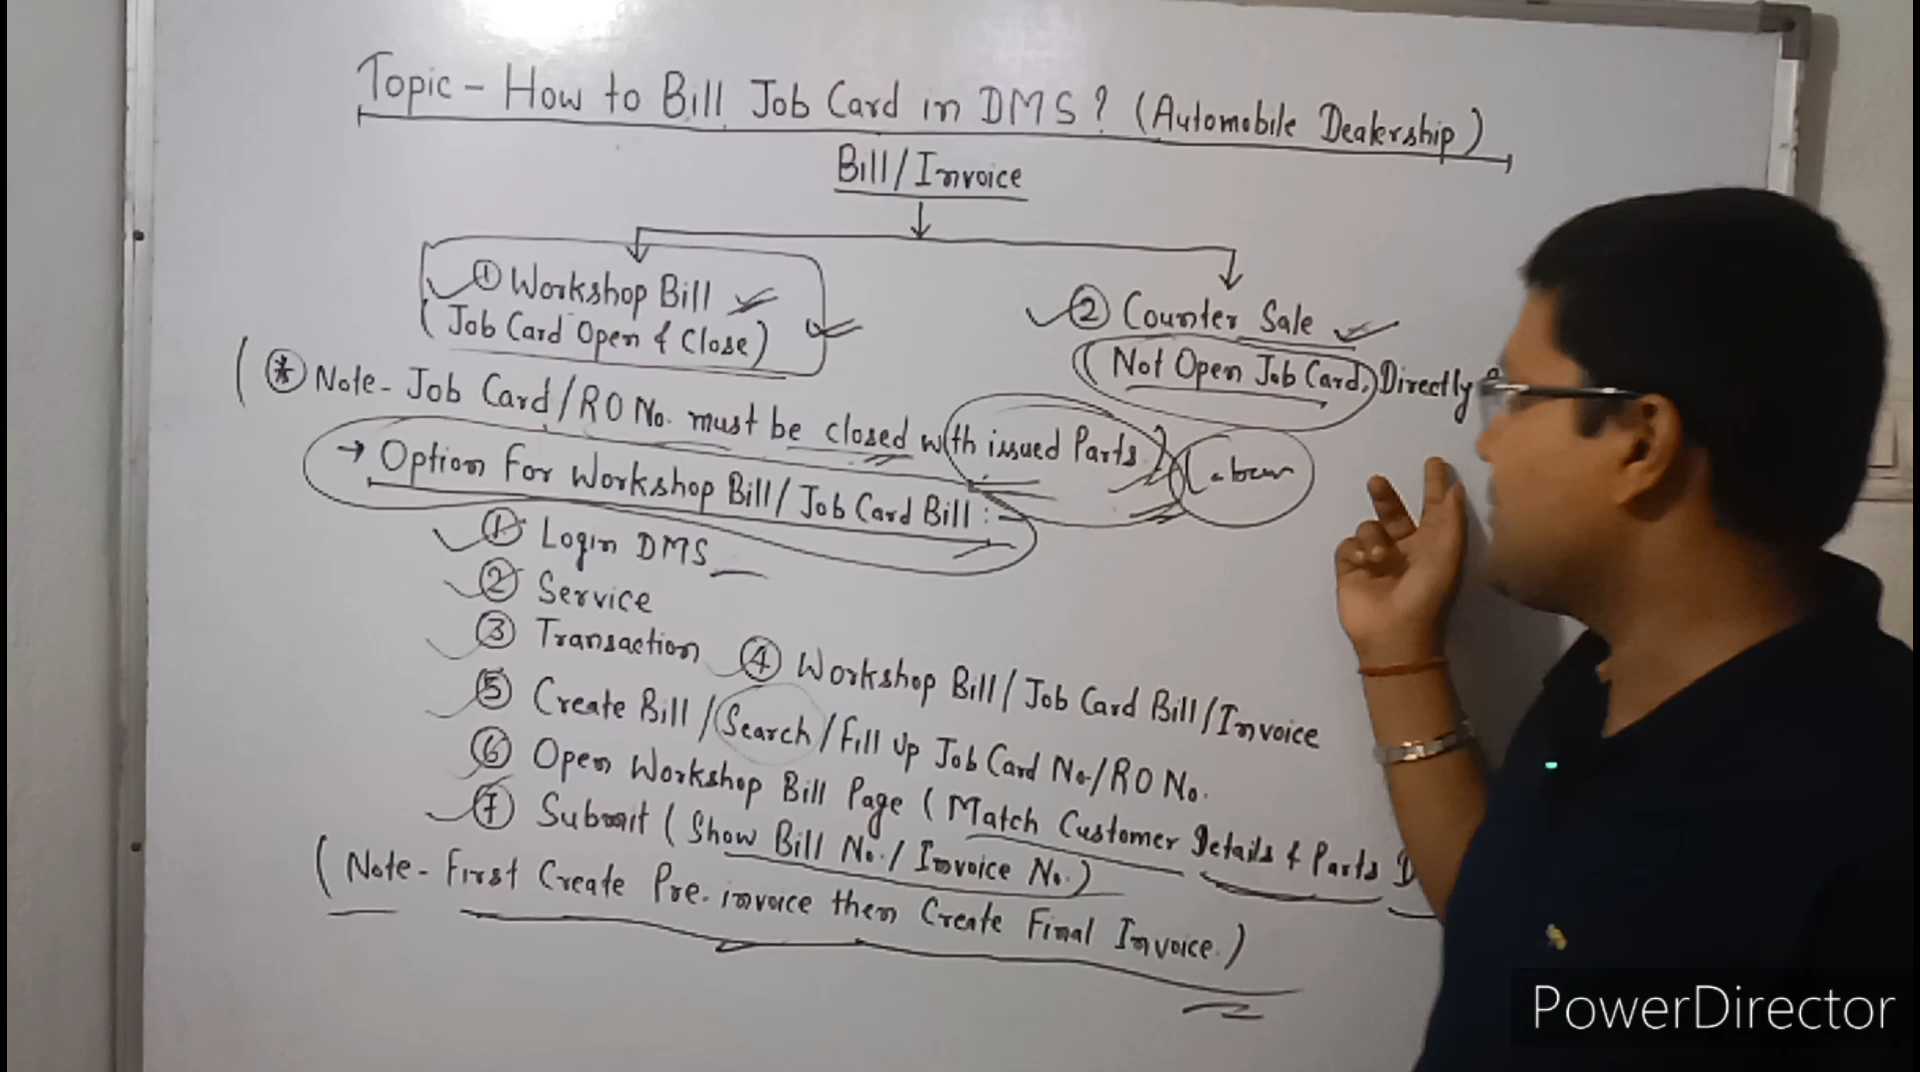 Topic - How to Bill Job Card in DMS? (Automobile Dealership)
Bill/Invoice
① Workshop Bill
(Job Card Open & Close)
② Counter Sale
(Not Open Job Card, Directly
(* Note - Job Card/RO No. must be closed with issued Parts)
→ Option For Workshop Bill/Job Card Bill :-
① Login DMS
② Service
③ Transaction
④ Workshop Bill/Job Card Bill/Invoice
⑤ Create Bill/Search/Fill Up Job Card No./RO No.
⑥ Open Workshop Bill Page (Match Customer Details & Parts
⑦ Submit (Show Bill No./Invoice No.)
(Note - First Create Pre-invoice then Create Final Invoice.)
PowerDirector